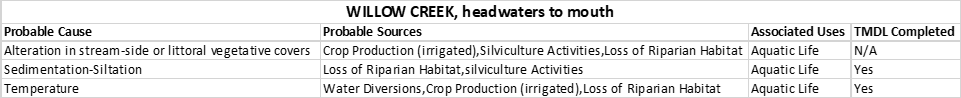 WILLOW CREEK, headwaters to mouth
Probable Cause Probable Sources Associated Uses TMDL Completed
Alteration in stream-side or littoral vegetative covers Crop Production (irrigated),Silviculture Activities,Loss of Riparian Habitat Aquatic Life N/A
Sedimentation-Siltation Loss of Riparian Habitat,silviculture Activities Aquatic Life Yes
Temperature Water Diversions,Crop Production (irrigated),Loss of Riparian Habitat Aquatic Life Yes